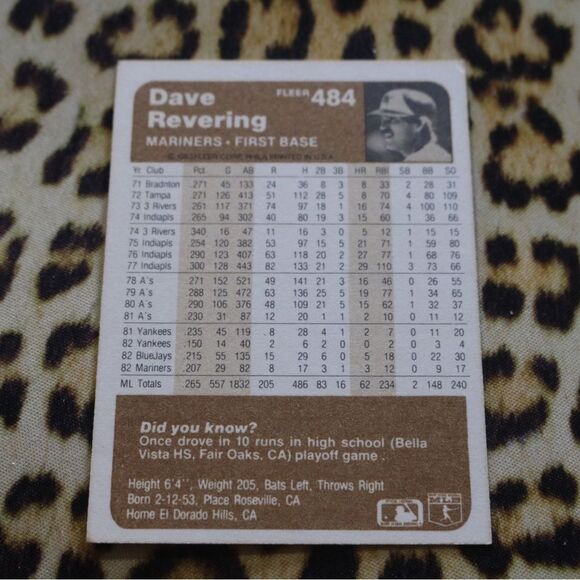 Dave
Revering
FLEER 484
MARINERS • FIRST BASE
Yr. Club Pct. G AB R H 2B 3B HR RBI SB BB SO
71 Bradnton .271 45 133 24 36 8 3 8 33 2 28 31
72 Tampa .271 126 413 51 112 28 5 8 66 4 80 109
73 3 Rivers .261 117 371 74 97 18 1 16 74 4 100 110
74 Indiapls .265 94 302 40 80 19 3 15 60 1 36 66
74 3 Rivers .340 16 47 11 16 0 3 5 12 1 15 15
75 Indiapls .254 120 382 53 97 15 5 21 71 1 59 80
76 Indiapls .290 123 407 63 118 20 2 17 77 1 68 76
77 Indiapls .300 128 443 82 133 21 2 29 110 3 73 66
78 A's .271 152 521 49 141 21 3 16 46 0 26 55
79 A's .288 125 472 63 136 25 5 19 77 1 34 65
80 A's .290 106 376 48 109 21 5 15 62 1 32 37
81 A's .230 31 87 12 20 1 1 2 10 0 11 12
81 Yankees .235 45 119 8 28 4 1 2 7 0 11 20
82 Yankees .150 14 40 2 6 2 0 0 2 0 3 4
82 BlueJays .215 55 135 15 29 6 0 5 18 0 22 30
82 Mariners .207 29 82 8 17 3 1 3 12 0 9 17
ML Totals .265 557 1832 205 486 83 16 62 234 2 148 240
Did you know?
Once drove in 10 runs in high school (Bella
Vista HS, Fair Oaks, CA) playoff game .
Height 6'4'', Weight 205, Bats Left, Throws Right
Born 2-12-53, Place Roseville, CA
Home El Dorado Hills, CA